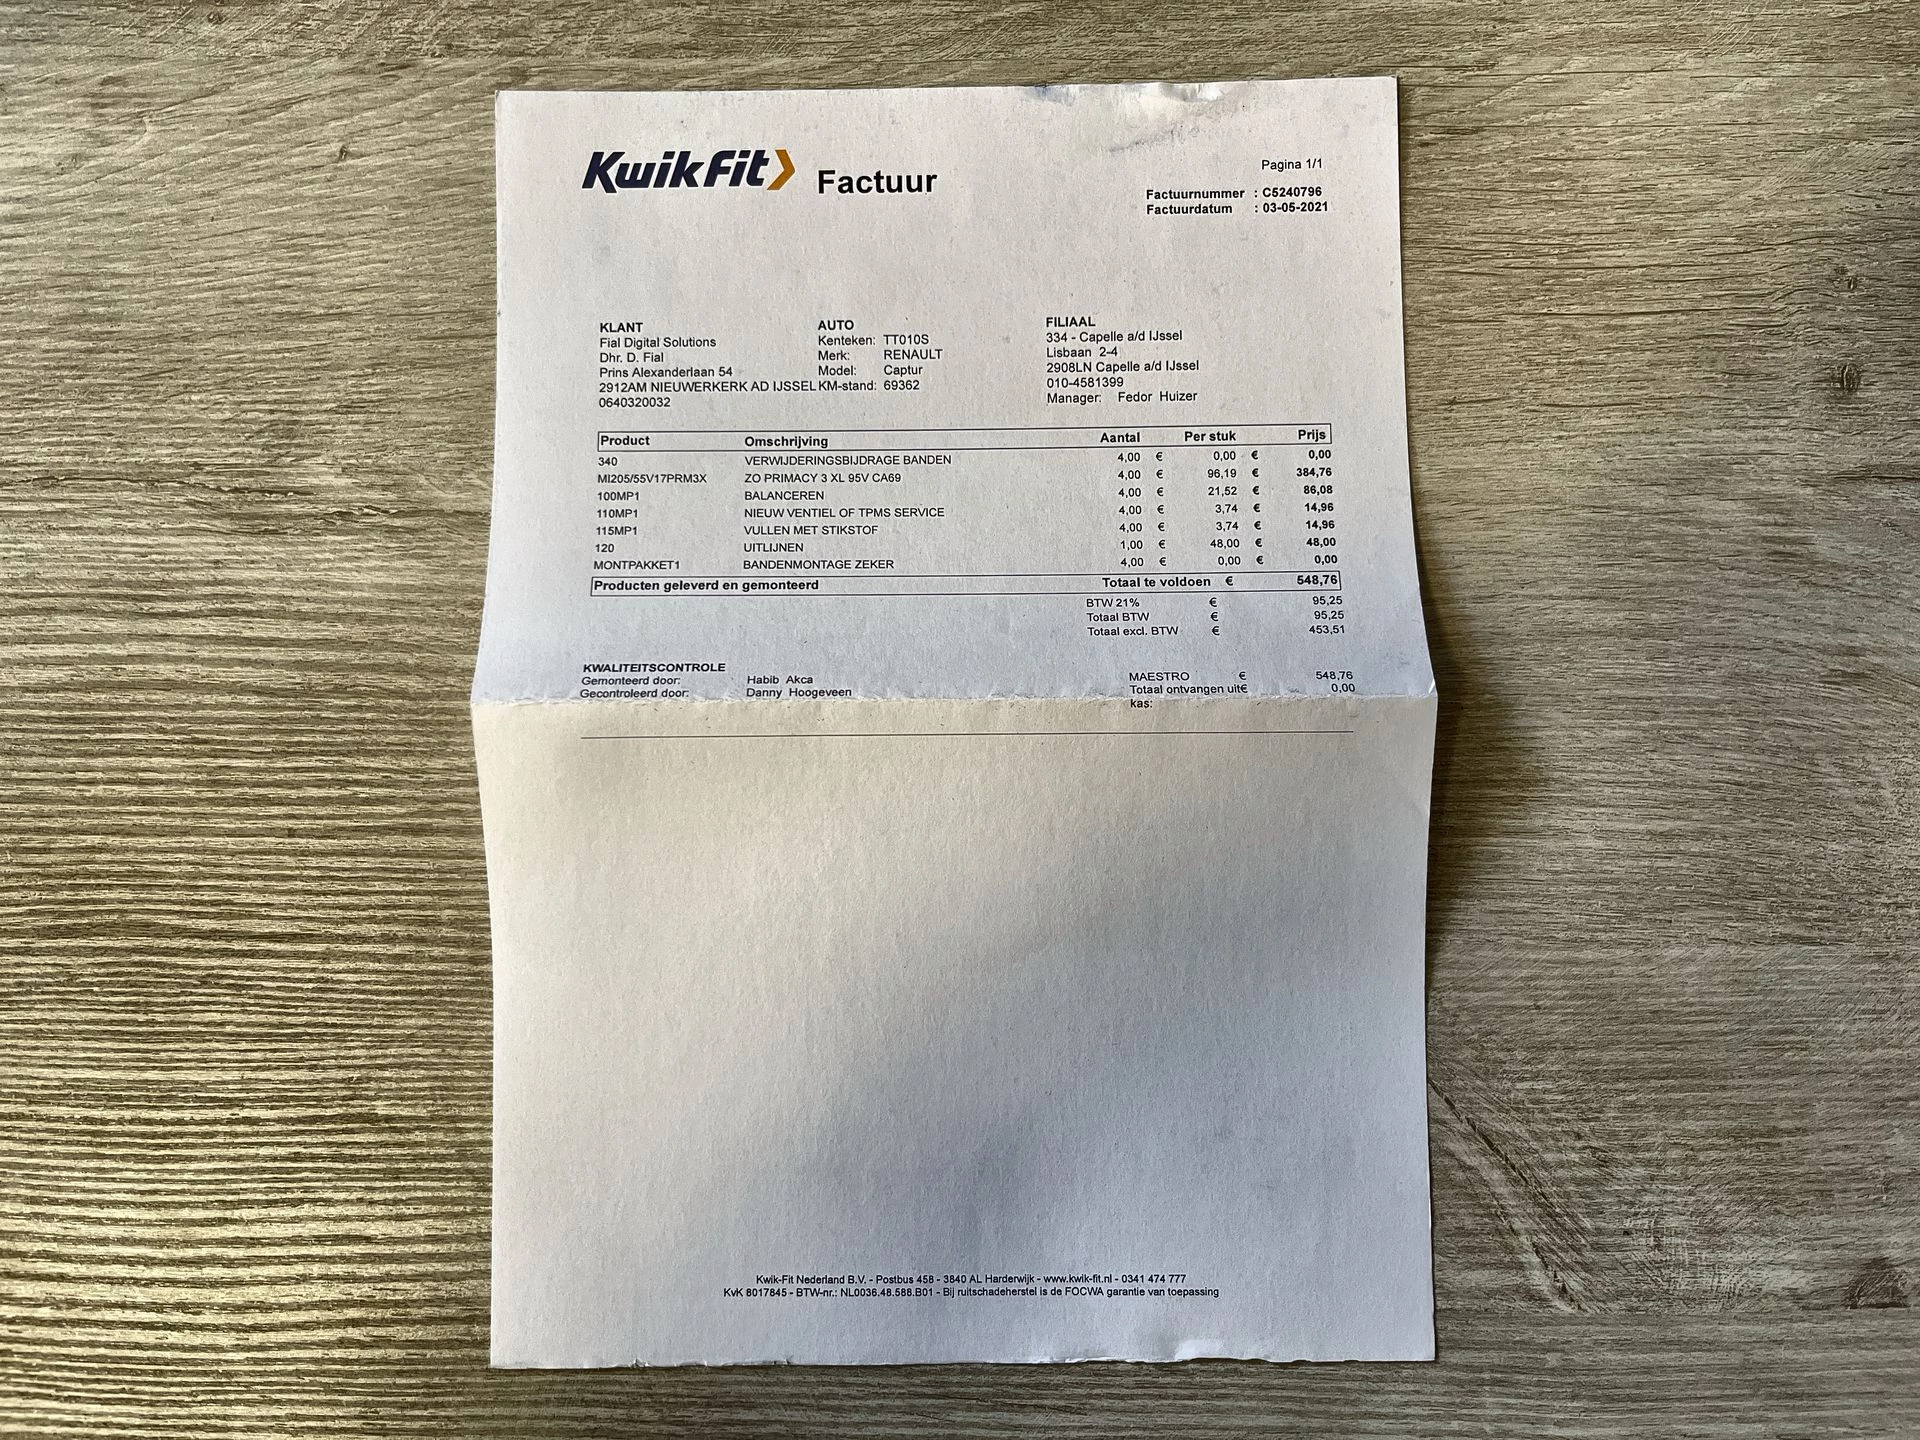 KwikFit Factuur
Pagina 1/1
Factuurnummer : C5240796
Factuurdatum : 03-05-2021
KLANT
Fial Digital Solutions
Dhr. D. Fial
Prins Alexanderlaan 54
2912AM NIEUWERKERK AD IJSSEL
0640320032
AUTO
Kenteken: TT010S
Merk: RENAULT
Model: Captur
KM-stand: 69362
FILIAAL
334 - Capelle a/d IJssel
Lisbaan 2-4
2908LN Capelle a/d IJssel
010-4581399
Manager: Fedor Huizer
Product Omschrijving Aantal Per stuk Prijs
340 VERWIJDERINGSBIJDRAGE BANDEN 4,00 € 0,00 € 0,00
MI205/55V17PRM3X ZO PRIMACY 3 XL 95V CA69 4,00 € 96,19 € 384,76
100MP1 BALANCEREN 4,00 € 21,52 € 86,08
110MP1 NIEUW VENTIEL OF TPMS SERVICE 4,00 € 3,74 € 14,96
115MP1 VULLEN MET STIKSTOF 4,00 € 3,74 € 14,96
120 UITLIJNEN 1,00 € 48,00 € 48,00
MONTPAKKET1 BANDENMONTAGE ZEKER 4,00 € 0,00 € 0,00
Producten geleverd en gemonteerd Totaal te voldoen € 548,76
BTW 21% € 95,25
Totaal BTW € 95,25
Totaal excl. BTW € 453,51
KWALITEITSCONTROLE
Gemonteerd door: Habib Akca
Gecontroleerd door: Danny Hoogeveen
MAESTRO € 548,76
Totaal ontvangen uit€ 0,00
kas:
Kwik-Fit Nederland B.V. - Postbus 458 - 3840 AL Harderwijk - www.kwik-fit.nl - 0341 474 777
KvK 8017845 - BTW-nr.: NL0036.48.588.B01 - Bij ruitschadeherstel is de FOCWA garantie van toepassing